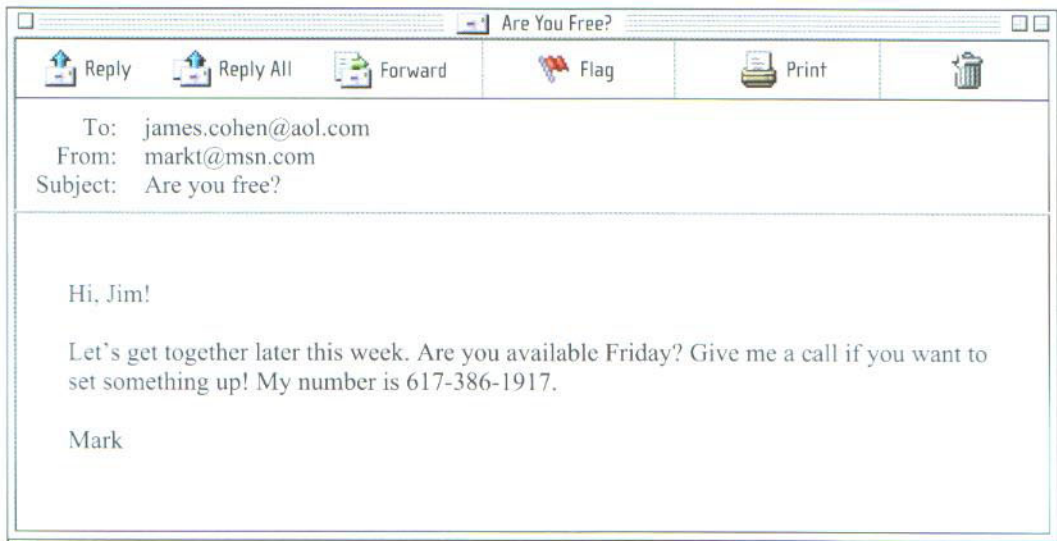 Are You Free?
Reply Reply All Forward Flag Print
To: james.cohen@aol.com
From: markt@msn.com
Subject: Are you free?
Hi, Jim!
Let`s get together later this week. Are you available Friday? Give me a call if you want to
set something up! My number is 617-386-1917.
Mark